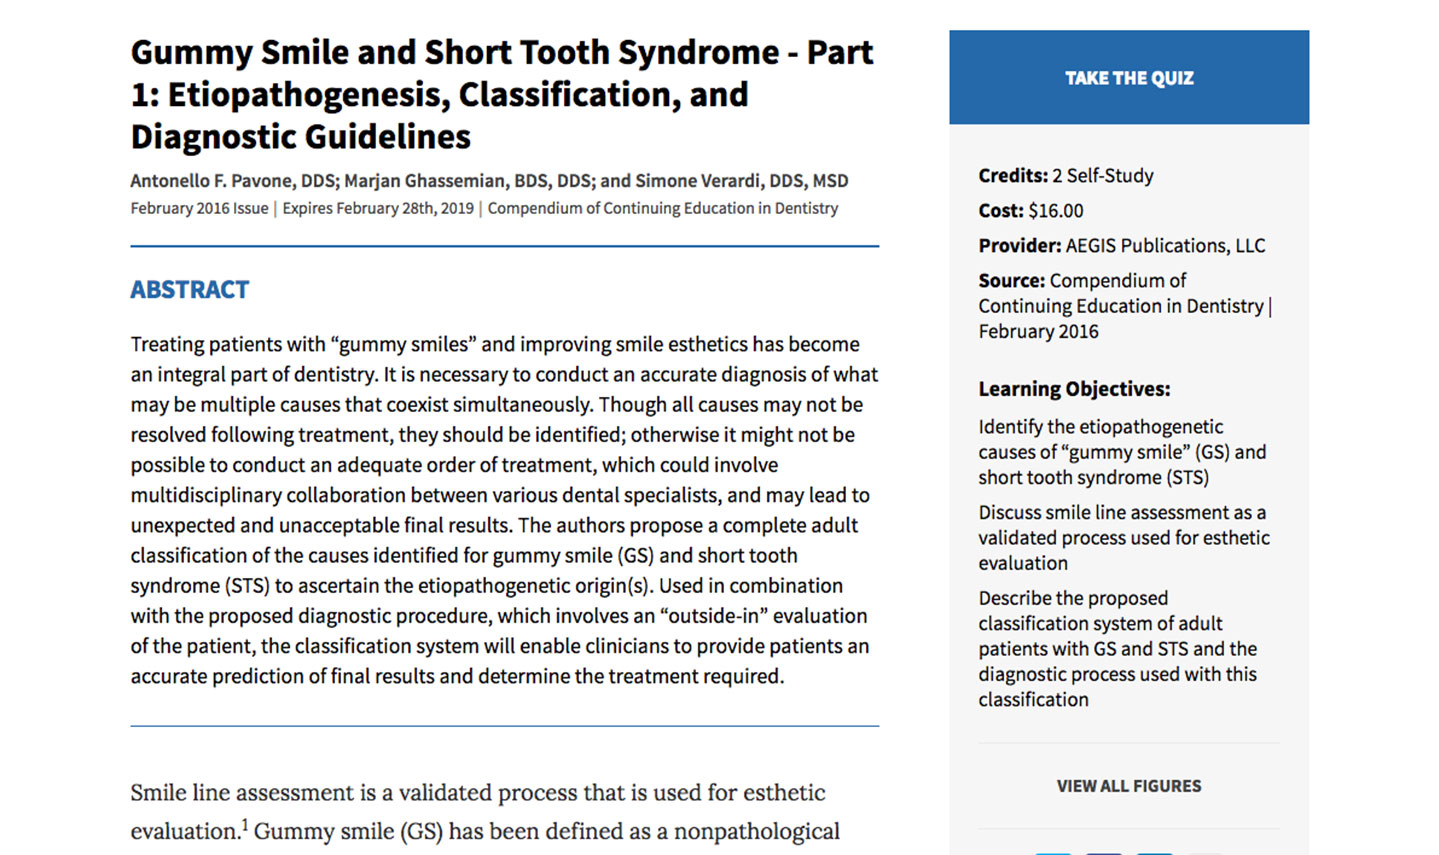 Gummy Smile and Short Tooth Syndrome - Part
1: Etiopathogenesis, Classification, and
Diagnostic Guidelines
Antonello F. Pavone, DDS; Marjan Ghassemian, BDS, DDS; and Simone Verardi, DDS, MSD
February 2016 Issue | Expires February 28th, 2019 | Compendium of Continuing Education in Dentistry
ABSTRACT
Treating patients with “gummy smiles” and improving smile esthetics has become
an integral part of dentistry. It is necessary to conduct an accurate diagnosis of what
may be multiple causes that coexist simultaneously. Though all causes may not be
resolved following treatment, they should be identified; otherwise it might not be
possible to conduct an adequate order of treatment, which could involve
multidisciplinary collaboration between various dental specialists, and may lead to
unexpected and unacceptable final results. The authors propose a complete adult
classification of the causes identified for gummy smile (GS) and short tooth
syndrome (STS) to ascertain the etiopathogenetic origin(s). Used in combination
with the proposed diagnostic procedure, which involves an “outside-in” evaluation
of the patient, the classification system will enable clinicians to provide patients an
accurate prediction of final results and determine the treatment required.
Smile line assessment is a validated process that is used for esthetic
evaluation.1 Gummy smile (GS) has been defined as a nonpathological
TAKE THE QUIZ
Credits: 2 Self-Study
Cost: $16.00
Provider: AEGIS Publications, LLC
Source: Compendium of
Continuing Education in Dentistry |
February 2016
Learning Objectives:
Identify the etiopathogenetic
causes of “gummy smile” (GS) and
short tooth syndrome (STS)
Discuss smile line assessment as a
validated process used for esthetic
evaluation
Describe the proposed
classification system of adult
patients with GS and STS and the
diagnostic process used with this
classification
VIEW ALL FIGURES